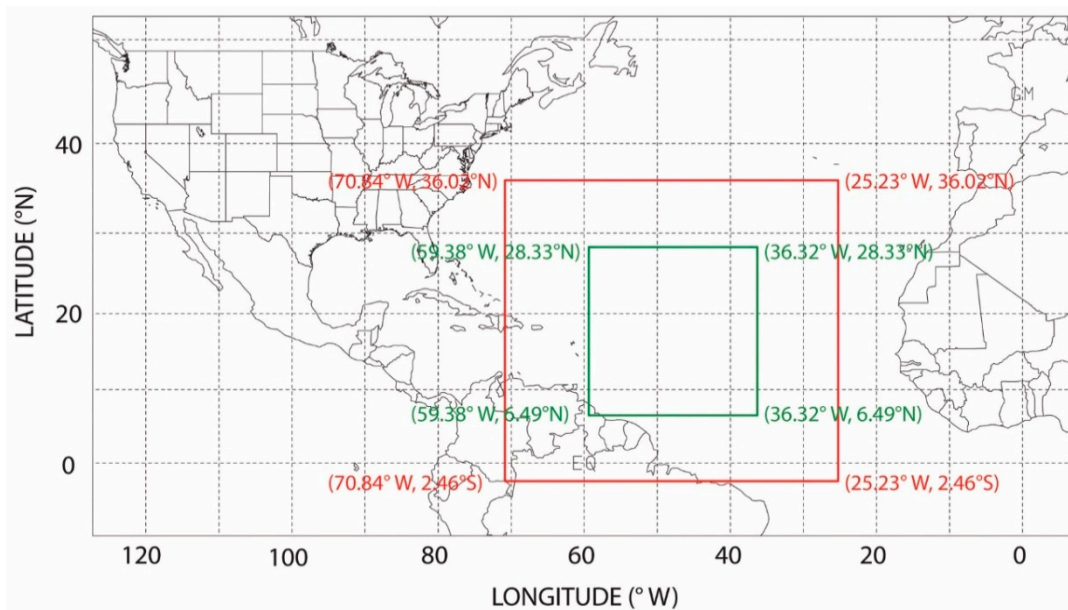 GM
40
(70.84° W, 36.02°N)
(25.23° W, 36.02°N)
(59.38° W, 28.33°N)
(36.32° W, 28.33°N)
20
(59.38° W, 6.49°N)
(36.32° W, 6.49°N)
0
EQ
(70.84° W, 2.46°S)
(25.23° W, 2.46°S)
120
100
80
60
40
20
0
LATITUDE (°N)
LONGITUDE (° W)